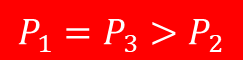 P₁ = P₃ > P₂